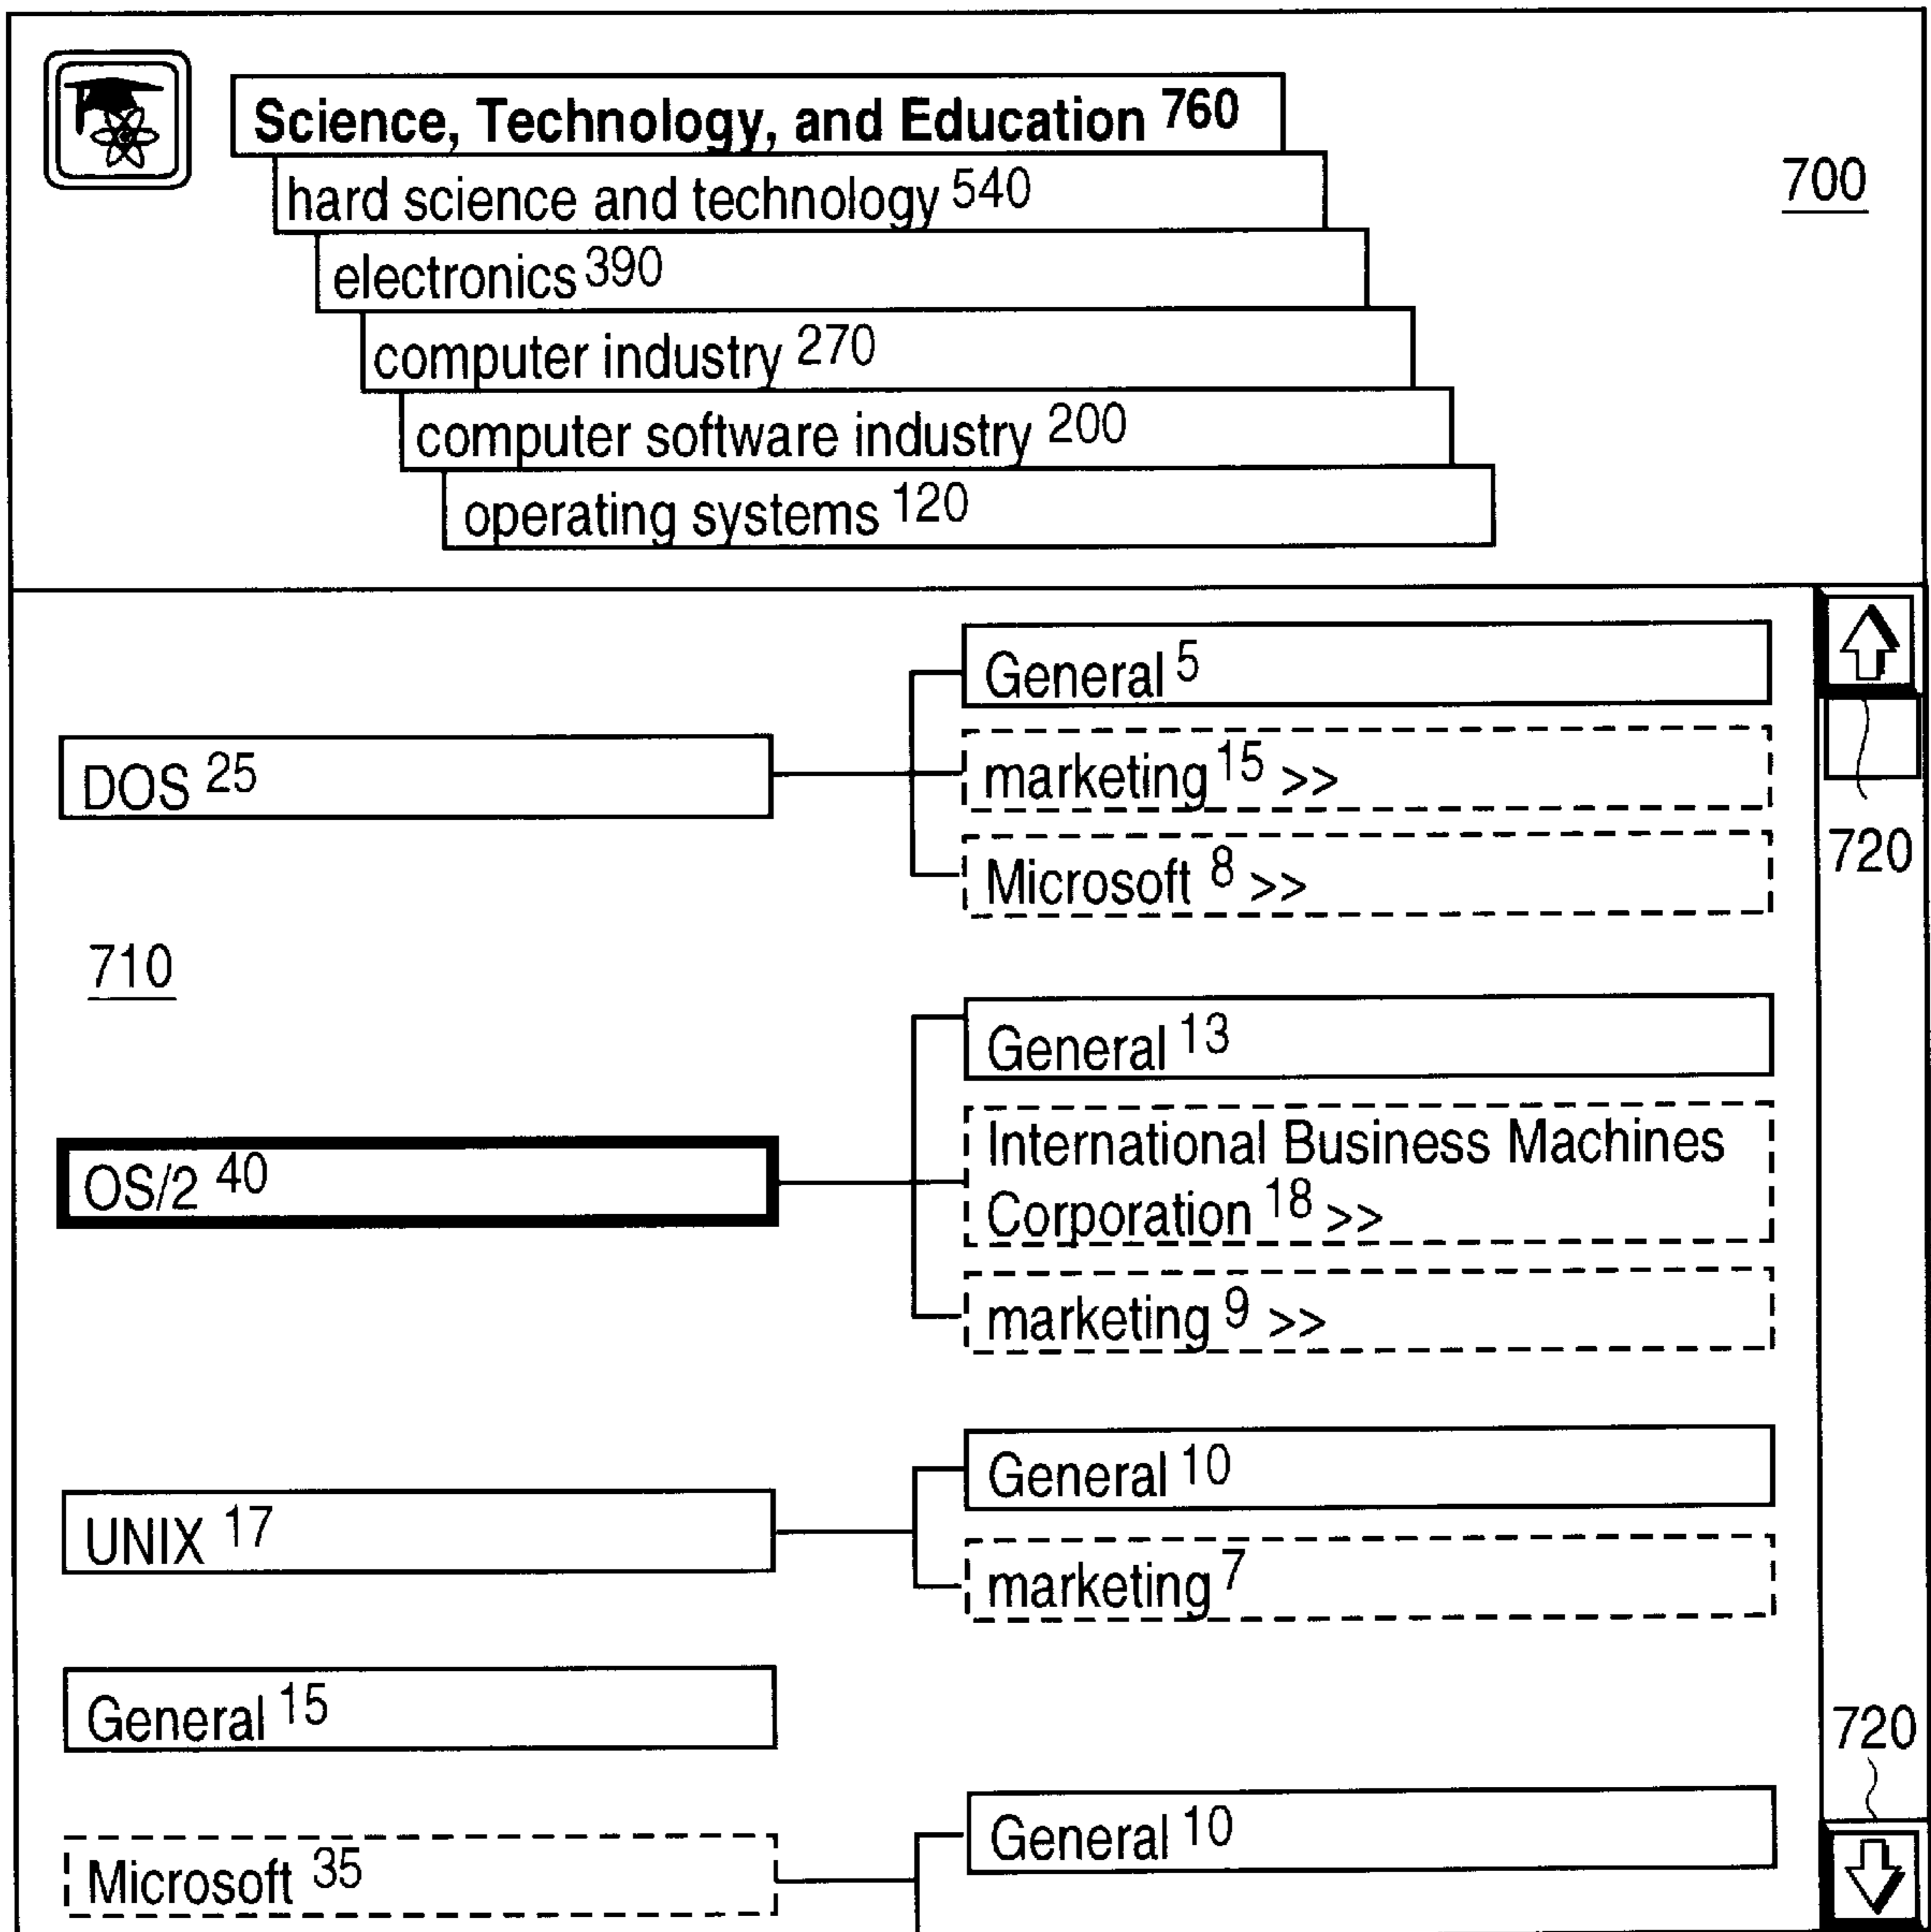 Science, Technology, and Education 760
700
hard science and technology 540
electronics 390
computer industry 270
computer software industry 200
operating systems 120
General 5
DOS 25
marketing 15 >>
720
Microsoft 8 >>
710
General 13
OS/2 40
International Business Machines
Corporation 18 >>
marketing 9 >>
General 10
UNIX 17
marketing 7
General 15
720
General 10
Microsoft 35